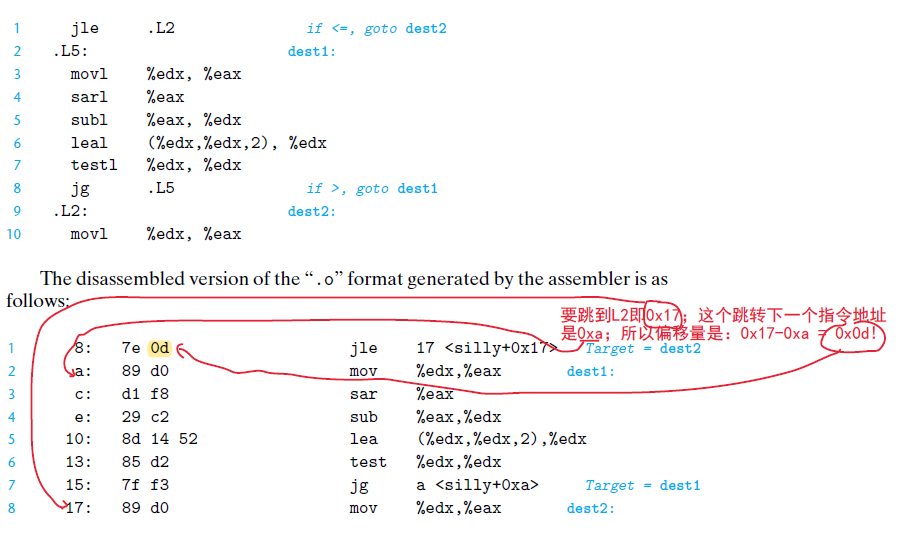 1 jle .L2 if <=, goto dest2
2 .L5: dest1:
3 movl %edx, %eax
4 sarl %eax
5 subl %eax, %edx
6 leal (%edx,%edx,2), %edx
7 testl %edx, %edx
8 jg .L5 if >, goto dest1
9 .L2: dest2:
10 movl %edx, %eax
The disassembled version of the “.o” format generated by the assembler is as
follows:
要跳到L2即0x17；这个跳转下一个指令地址
是0xa；所以偏移量是：0x17-0xa = 0x0d!
1 8: 7e 0d jle 17 <silly+0x17> Target = dest2
2 a: 89 d0 mov %edx,%eax dest1:
3 c: d1 f8 sar %eax
4 e: 29 c2 sub %eax,%edx
5 10: 8d 14 52 lea (%edx,%edx,2),%edx
6 13: 85 d2 test %edx,%edx
7 15: 7f f3 jg a <silly+0xa> Target = dest1
8 17: 89 d0 mov %edx,%eax dest2: